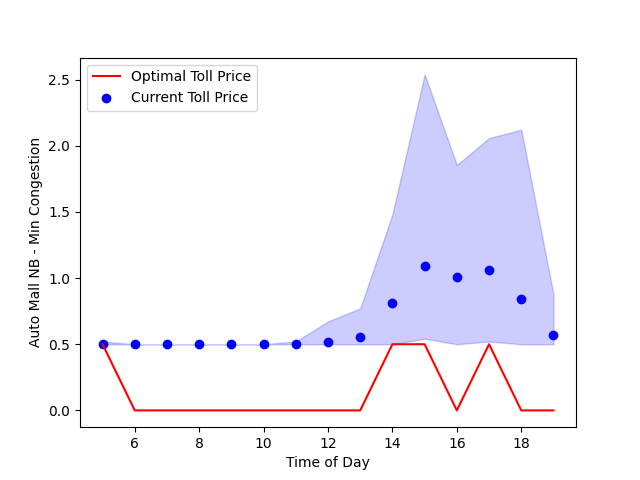 Optimal Toll Price
Current Toll Price
Auto Mall NB - Min Congestion
2.5
2.0
1.5
1.0
0.5
0.0
6 8 10 12 14 16 18
Time of Day